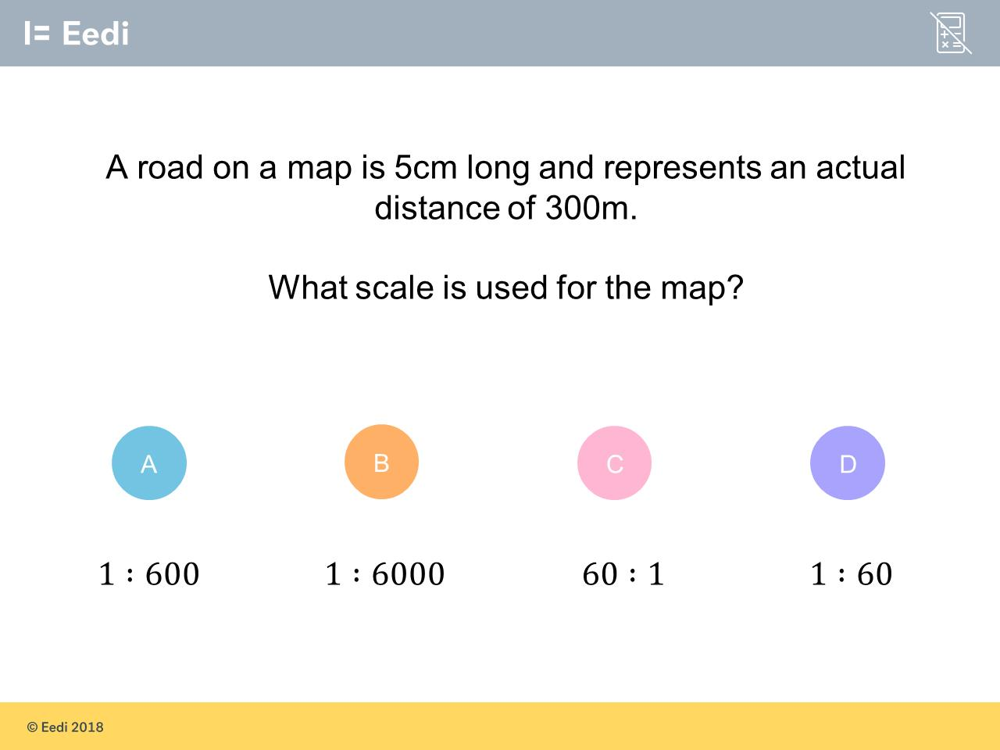 Eedi
A road on a map is 5cm long and represents an actual
distance of 300m.
What scale is used for the map?
A
B
C
D
1 : 600
1 : 6000
60 : 1
1 : 60
© Eedi 2018